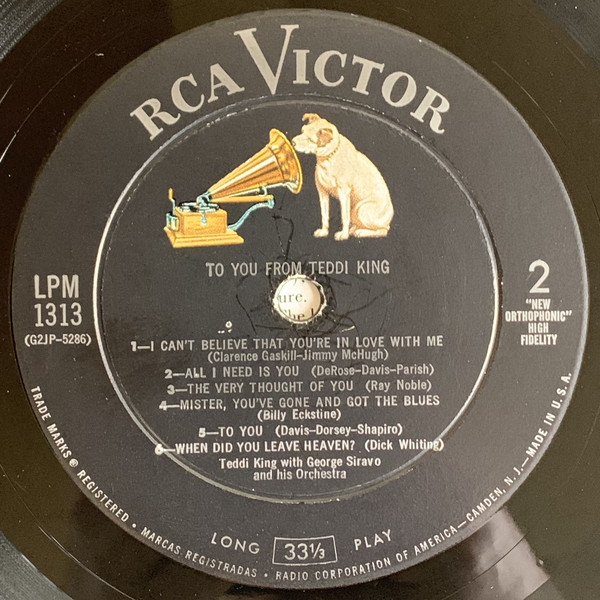 RCA VICTOR
TO YOU FROM TEDDI KING
LPM
1313
(G2JP-5286)
2
"NEW
ORTHOPHONIC"
HIGH
FIDELITY
ure.
1—I CAN'T BELIEVE THAT YOU'RE IN LOVE WITH ME
(Clarence Gaskill-Jimmy McHugh)
2—ALL I NEED IS YOU (DeRose-Davis-Parish)
3—THE VERY THOUGHT OF YOU (Ray Noble)
4—MISTER, YOU'VE GONE AND GOT THE BLUES
(Billy Eckstine)
5—TO YOU (Davis-Dorsey-Shapiro)
6—WHEN DID YOU LEAVE HEAVEN? (Dick Whiting)
Teddi King with George Siravo
and his Orchestra
LONG 33⅓ PLAY
TRADE MARKS ® REGISTERED • MARCAS REGISTRADAS • RADIO CORPORATION OF AMERICA—CAMDEN, N. J.—MADE IN U.S.A.